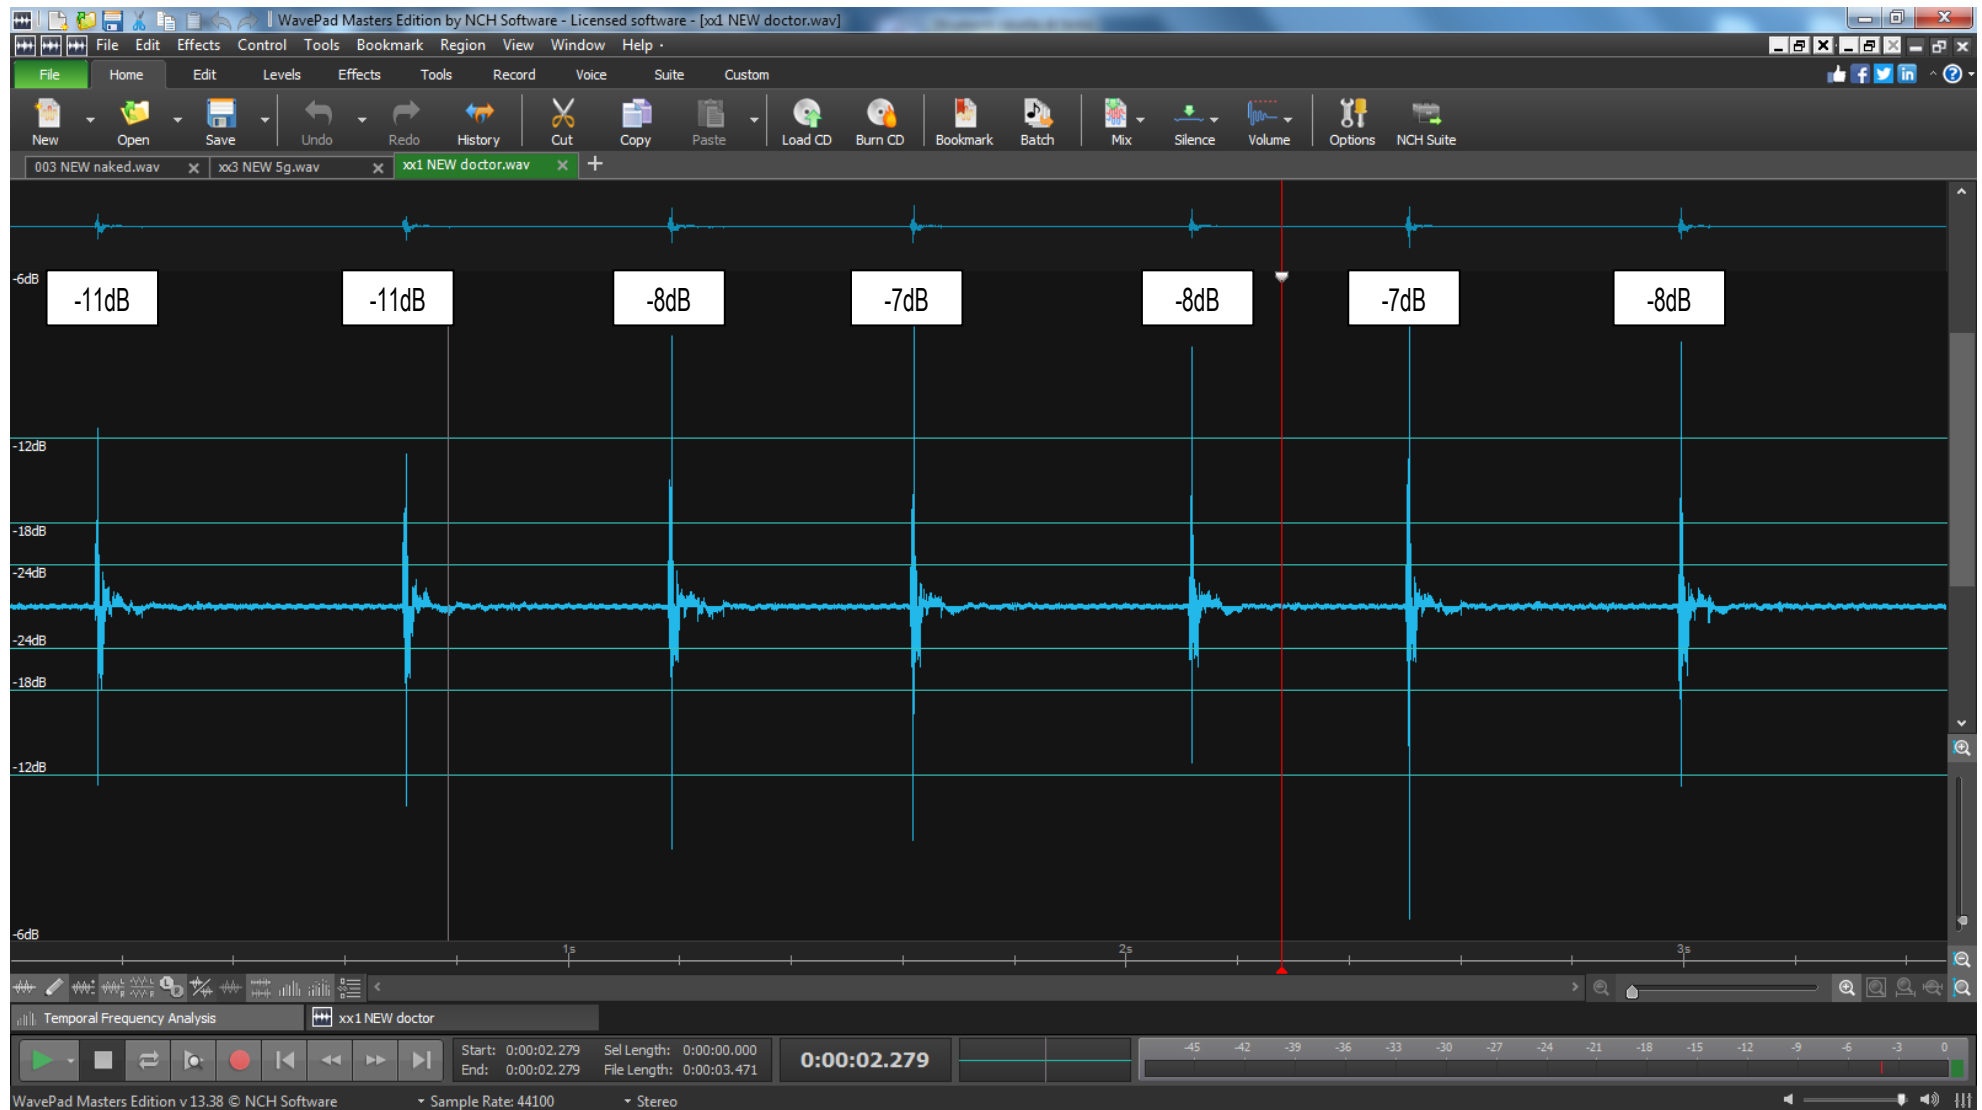 WavePad Masters Edition by NCH Software - Licensed software - [xx1 NEW doctor.wav]
File Edit Effects Control Tools Bookmark Region View Window Help
File Home Edit Levels Effects Tools Record Voice Suite Custom
New Open Save Undo Redo History Cut Copy Paste Load CD Burn CD Bookmark Batch Mix Silence Volume Options NCH Suite
003 NEW naked.wav xx3 NEW 5g.wav xx1 NEW doctor.wav
-6dB
-11dB -11dB -8dB -7dB -8dB -7dB -8dB
-12dB
-18dB
-24dB
-24dB
-18dB
-12dB
-6dB
1s 2s 3s
Temporal Frequency Analysis xx1 NEW doctor
Start: 0:00:02.279 Sel Length: 0:00:00.000
End: 0:00:02.279 File Length: 0:00:03.471
0:00:02.279
-45 -42 -39 -36 -33 -30 -27 -24 -21 -18 -15 -12 -9 -6 -3 0
WavePad Masters Edition v 13.38 © NCH Software Sample Rate: 44100 Stereo